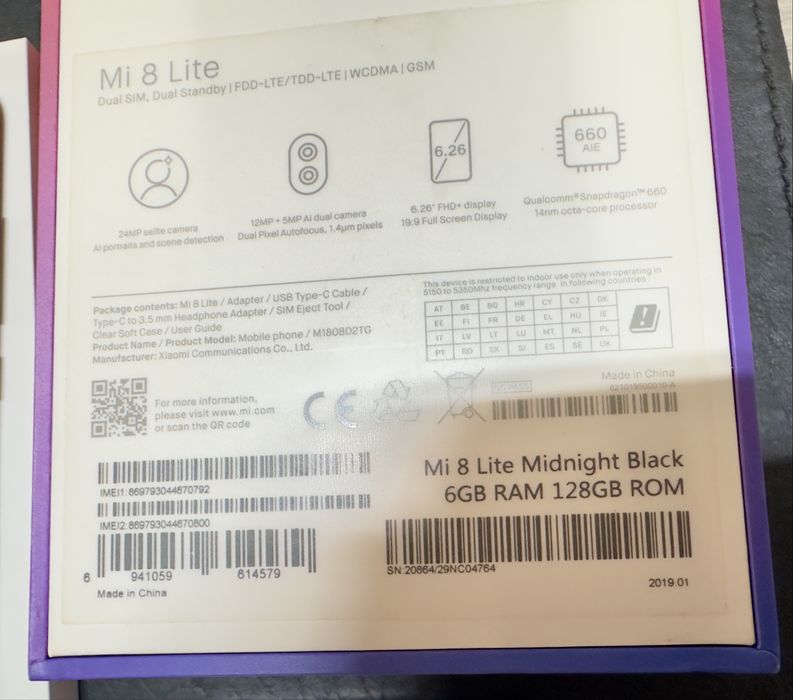 Mi 8 Lite
Dual SIM, Dual Standby | FDD-LTE/TDD-LTE | WCDMA | GSM
6.26
660
AIE
24MP selfie camera
AI portraits and scene detection
12MP + 5MP AI dual camera
Dual Pixel Autofocus, 1.4μm pixels
6.26" FHD+ display
19:9 Full Screen Display
Qualcomm® Snapdragon™ 660
14nm octa-core processor
Package contents: Mi 8 Lite / Adapter / USB Type-C Cable /
Type-C to 3.5 mm Headphone Adapter / SIM Eject Tool /
Clear Soft Case / User Guide
Product Name / Product Model: Mobile phone / M1808D2TG
Manufacturer: Xiaomi Communications Co., Ltd.
This device is restricted to indoor use only when operating in
5150 to 5350Mhz frequency range in following countries:
AT BE BG HR CY CZ DK
EE FI FR DE EL HU IE
IT LV LT LU MT NL PL
PT RO SK SI ES SE UK
For more information,
please visit www.mi.com
or scan the QR code
CE
QC PASS
Made in China
621019500010-A
IMEI1: 869793044670792
IMEI2: 869793044670800
6 941059 614579
Made in China
Mi 8 Lite Midnight Black
6GB RAM 128GB ROM
SN: 20864/29NC04764
2019.01